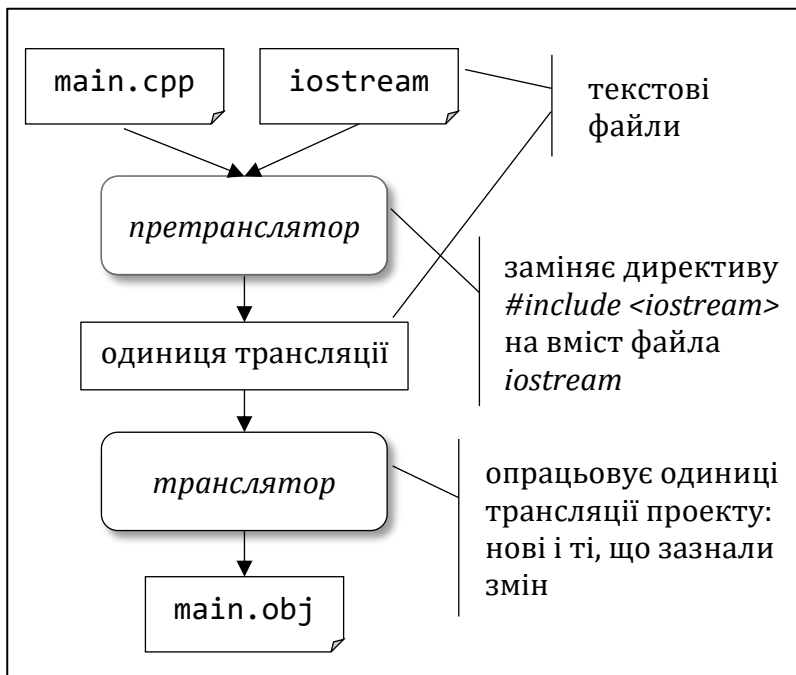 main.cpp
iostream
текстові
файли
претранслятор
заміняє директиву
#include <iostream>
на вміст файла
iostream
одиниця трансляції
транслятор
опрацьовує одиниці
трансляції проекту:
нові і ті, що зазнали
змін
main.obj